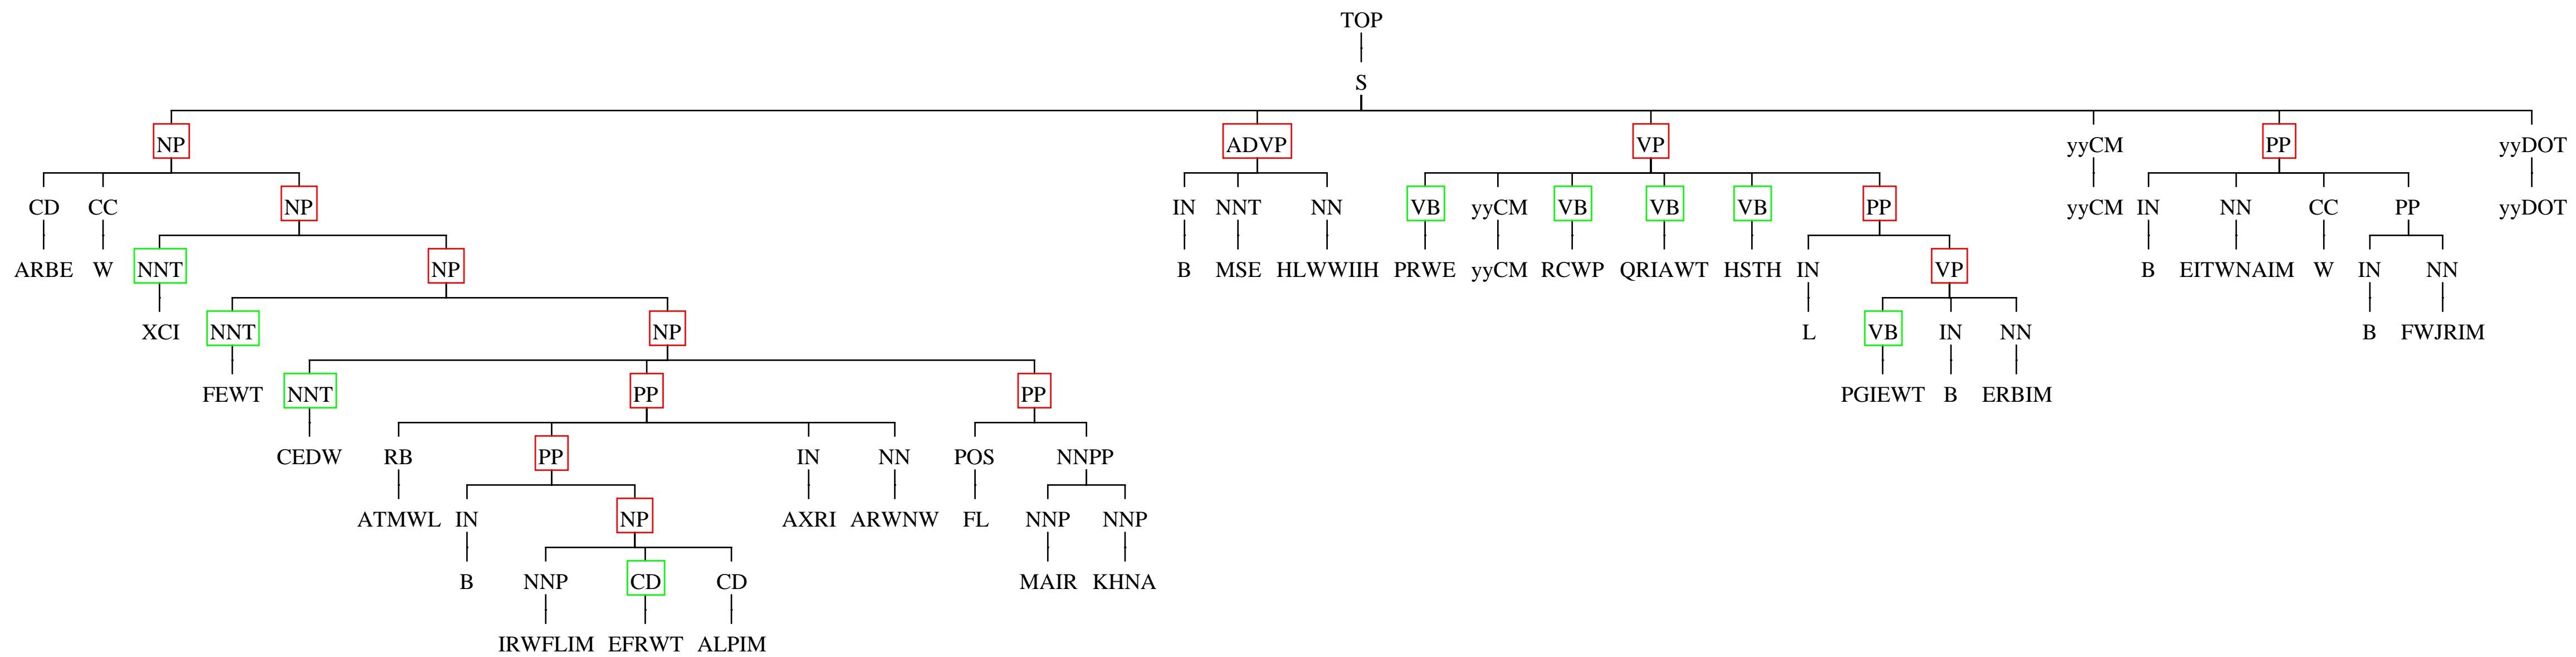 TOP
S
NP ADVP VP yyCM PP yyDOT
CD CC NP IN NNT NN VB yyCM VB VB VB PP yyCM IN NN CC PP yyDOT
ARBE W NNT NP B MSE HLWWIIH PRWE yyCM RCWP QRIAWT HSTH IN VP B EITWNAIM W IN NN
XCI NNT NP L VB IN NN B FWJRIM
FEWT NNT PP PP PGIEWT B ERBIM
CEDW RB PP IN NN POS NNPP
ATMWL IN NP AXRI ARWNW FL NNP NNP
B NNP CD CD MAIR KHNA
IRWFLIM EFRWT ALPIM